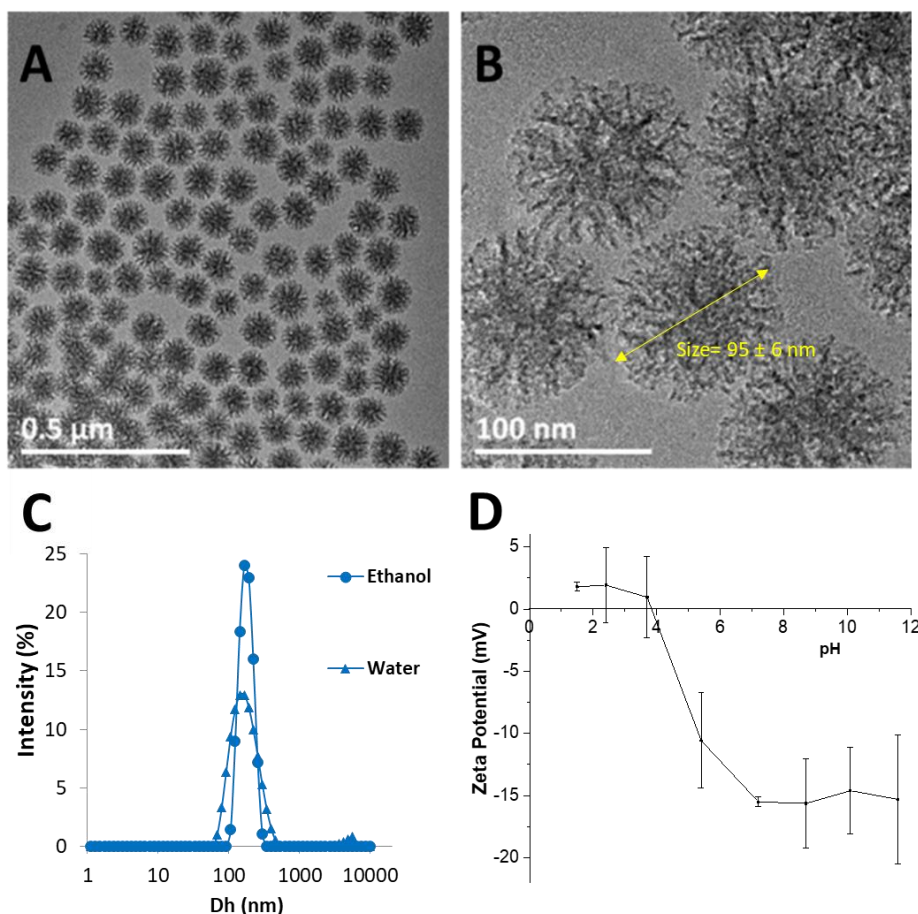 A
0.5 µm
B
Size= 95 ± 6 nm
100 nm
C
Intensity (%)
25
20
15
10
5
0
1
10
100
1000
10000
Dh (nm)
Ethanol
Water
D
Zeta Potential (mV)
5
0
-5
-10
-15
-20
0
2
4
6
8
10
12
pH